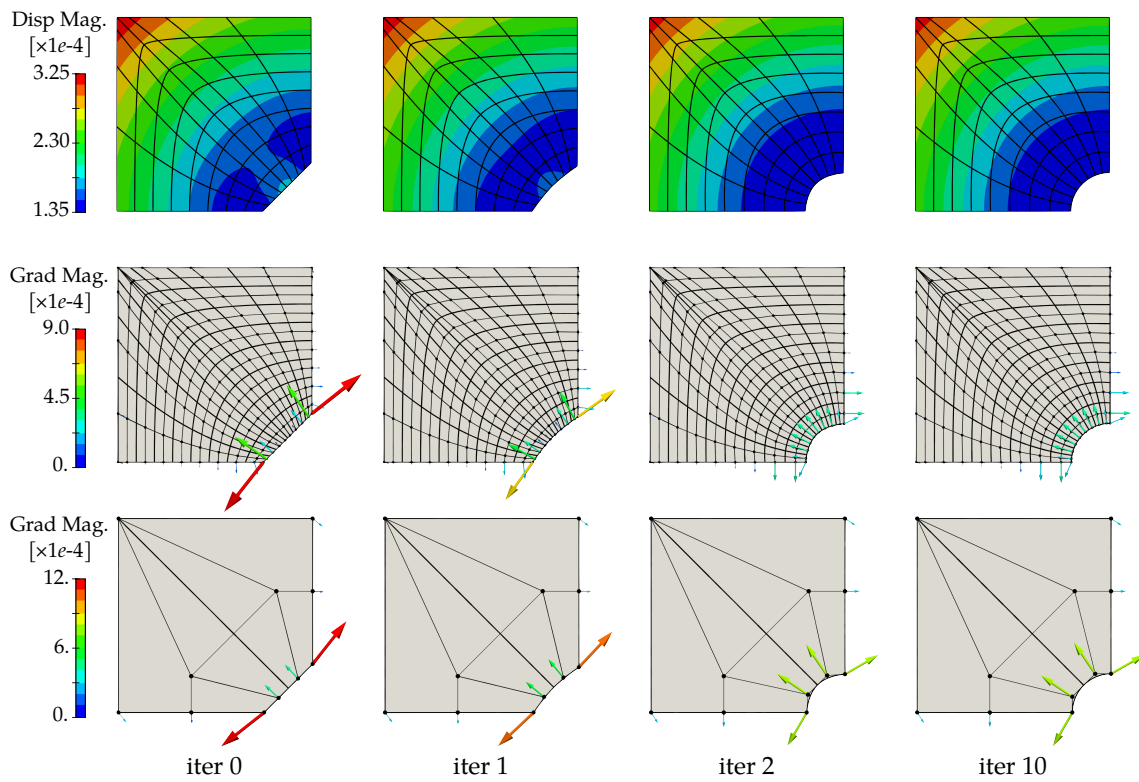 Disp Mag.
[×1e-4]
3.25
2.30
1.35
Grad Mag.
[×1e-4]
9.0
4.5
0.
Grad Mag.
[×1e-4]
12.
6.
0.
iter 0
iter 1
iter 2
iter 10